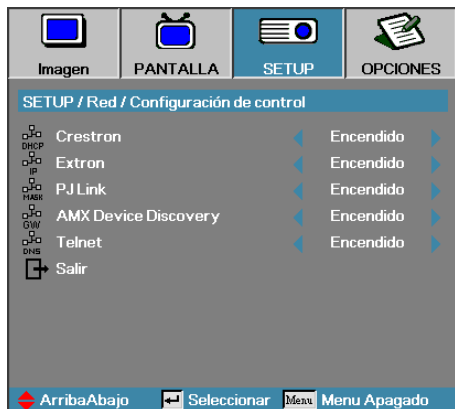 Imagen PANTALLA SETUP OPCIONES
SETUP / Red / Configuración de control
DHCP Crestron Encendido
IP Extron Encendido
MASK PJ Link Encendido
GW AMX Device Discovery Encendido
DNS Telnet Encendido
Salir
ArribaAbajo Seleccionar Menu Menu Apagado